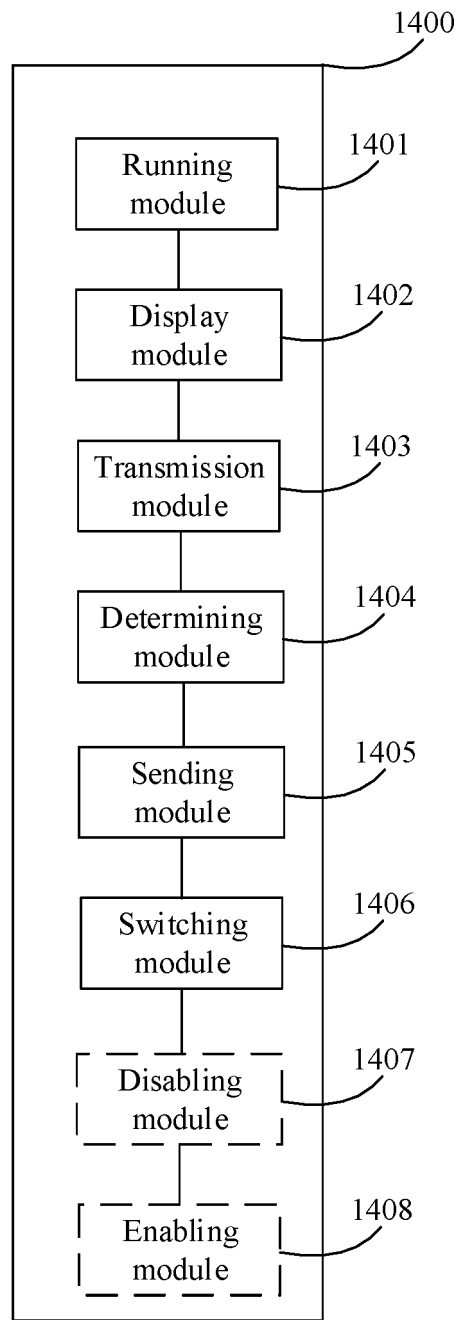 1400
1401
Running
module
1402
Display
module
1403
Transmission
module
1404
Determining
module
1405
Sending
module
1406
Switching
module
1407
Disabling
module
1408
Enabling
module